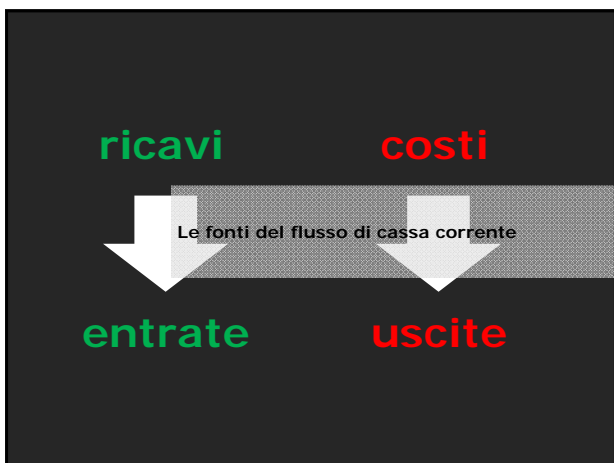 ricavi costi
Le fonti del flusso di cassa corrente
entrate uscite